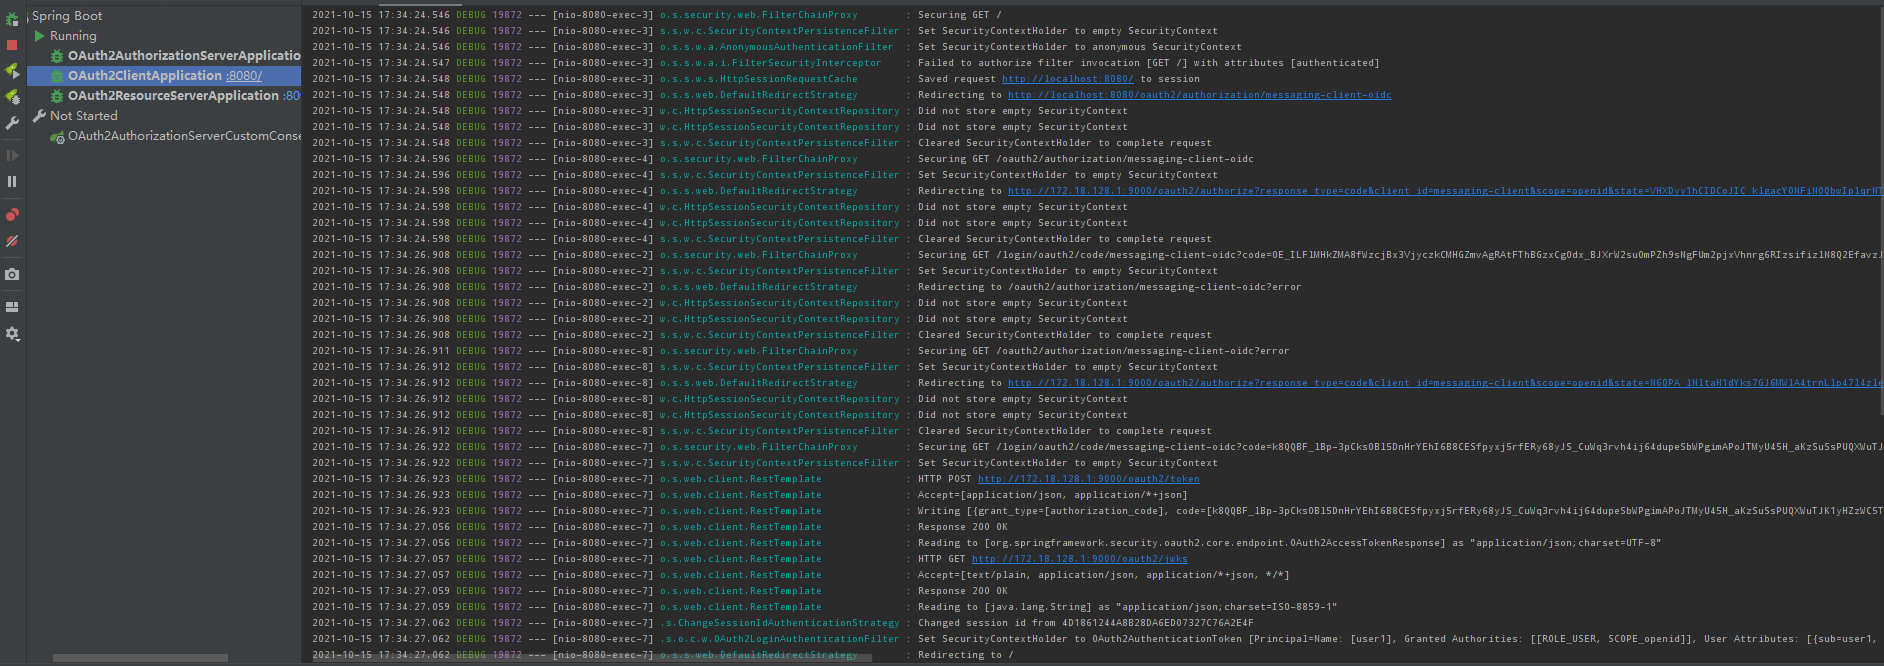 Spring Boot
Running
OAuth2AuthorizationServerApplication
OAuth2ClientApplication :8080/
OAuth2ResourceServerApplication :809
Not Started
OAuth2AuthorizationServerCustomConse
2021-10-15 17:34:24.546 DEBUG 19872 --- [nio-8080-exec-3] o.s.security.web.FilterChainProxy : Securing GET /
2021-10-15 17:34:24.546 DEBUG 19872 --- [nio-8080-exec-3] s.s.w.c.SecurityContextPersistenceFilter : Set SecurityContextHolder to empty SecurityContext
2021-10-15 17:34:24.546 DEBUG 19872 --- [nio-8080-exec-3] o.s.s.w.a.AnonymousAuthenticationFilter : Set SecurityContextHolder to anonymous SecurityContext
2021-10-15 17:34:24.547 DEBUG 19872 --- [nio-8080-exec-3] o.s.s.w.a.i.FilterSecurityInterceptor : Failed to authorize filter invocation [GET /] with attributes [authenticated]
2021-10-15 17:34:24.548 DEBUG 19872 --- [nio-8080-exec-3] o.s.s.w.s.HttpSessionRequestCache : Saved request http://localhost:8080/ to session
2021-10-15 17:34:24.548 DEBUG 19872 --- [nio-8080-exec-3] o.s.s.web.DefaultRedirectStrategy : Redirecting to http://localhost:8080/oauth2/authorization/messaging-client-oidc
2021-10-15 17:34:24.548 DEBUG 19872 --- [nio-8080-exec-3] w.c.HttpSessionSecurityContextRepository : Did not store empty SecurityContext
2021-10-15 17:34:24.548 DEBUG 19872 --- [nio-8080-exec-3] w.c.HttpSessionSecurityContextRepository : Did not store empty SecurityContext
2021-10-15 17:34:24.548 DEBUG 19872 --- [nio-8080-exec-3] s.s.w.c.SecurityContextPersistenceFilter : Cleared SecurityContextHolder to complete request
2021-10-15 17:34:24.596 DEBUG 19872 --- [nio-8080-exec-4] o.s.security.web.FilterChainProxy : Securing GET /oauth2/authorization/messaging-client-oidc
2021-10-15 17:34:24.596 DEBUG 19872 --- [nio-8080-exec-4] s.s.w.c.SecurityContextPersistenceFilter : Set SecurityContextHolder to empty SecurityContext
2021-10-15 17:34:24.598 DEBUG 19872 --- [nio-8080-exec-4] o.s.s.web.DefaultRedirectStrategy : Redirecting to http://172.18.128.1:9000/oauth2/authorize?response_type=code&client_id=messaging-client&scope=openid&state=
2021-10-15 17:34:24.598 DEBUG 19872 --- [nio-8080-exec-4] w.c.HttpSessionSecurityContextRepository : Did not store empty SecurityContext
2021-10-15 17:34:24.598 DEBUG 19872 --- [nio-8080-exec-4] w.c.HttpSessionSecurityContextRepository : Did not store empty SecurityContext
2021-10-15 17:34:24.598 DEBUG 19872 --- [nio-8080-exec-4] s.s.w.c.SecurityContextPersistenceFilter : Cleared SecurityContextHolder to complete request
2021-10-15 17:34:26.908 DEBUG 19872 --- [nio-8080-exec-2] o.s.security.web.FilterChainProxy : Securing GET /login/oauth2/code/messaging-client-oidc?code=
2021-10-15 17:34:26.908 DEBUG 19872 --- [nio-8080-exec-2] s.s.w.c.SecurityContextPersistenceFilter : Set SecurityContextHolder to empty SecurityContext
2021-10-15 17:34:26.908 DEBUG 19872 --- [nio-8080-exec-2] o.s.s.web.DefaultRedirectStrategy : Redirecting to /oauth2/authorization/messaging-client-oidc?error
2021-10-15 17:34:26.908 DEBUG 19872 --- [nio-8080-exec-2] w.c.HttpSessionSecurityContextRepository : Did not store empty SecurityContext
2021-10-15 17:34:26.908 DEBUG 19872 --- [nio-8080-exec-2] w.c.HttpSessionSecurityContextRepository : Did not store empty SecurityContext
2021-10-15 17:34:26.908 DEBUG 19872 --- [nio-8080-exec-2] s.s.w.c.SecurityContextPersistenceFilter : Cleared SecurityContextHolder to complete request
2021-10-15 17:34:26.911 DEBUG 19872 --- [nio-8080-exec-8] o.s.security.web.FilterChainProxy : Securing GET /oauth2/authorization/messaging-client-oidc?error
2021-10-15 17:34:26.912 DEBUG 19872 --- [nio-8080-exec-8] s.s.w.c.SecurityContextPersistenceFilter : Set SecurityContextHolder to empty SecurityContext
2021-10-15 17:34:26.912 DEBUG 19872 --- [nio-8080-exec-8] o.s.s.web.DefaultRedirectStrategy : Redirecting to http://172.18.128.1:9000/oauth2/authorize?response_type=code&client_id=messaging-client&scope=openid&state=
2021-10-15 17:34:26.912 DEBUG 19872 --- [nio-8080-exec-8] w.c.HttpSessionSecurityContextRepository : Did not store empty SecurityContext
2021-10-15 17:34:26.912 DEBUG 19872 --- [nio-8080-exec-8] w.c.HttpSessionSecurityContextRepository : Did not store empty SecurityContext
2021-10-15 17:34:26.912 DEBUG 19872 --- [nio-8080-exec-8] s.s.w.c.SecurityContextPersistenceFilter : Cleared SecurityContextHolder to complete request
2021-10-15 17:34:26.922 DEBUG 19872 --- [nio-8080-exec-7] o.s.security.web.FilterChainProxy : Securing GET /login/oauth2/code/messaging-client-oidc?code=
2021-10-15 17:34:26.922 DEBUG 19872 --- [nio-8080-exec-7] s.s.w.c.SecurityContextPersistenceFilter : Set SecurityContextHolder to empty SecurityContext
2021-10-15 17:34:26.923 DEBUG 19872 --- [nio-8080-exec-7] o.s.web.client.RestTemplate : HTTP POST http://172.18.128.1:9000/oauth2/token
2021-10-15 17:34:26.923 DEBUG 19872 --- [nio-8080-exec-7] o.s.web.client.RestTemplate : Accept=[application/json, application/*+json]
2021-10-15 17:34:26.923 DEBUG 19872 --- [nio-8080-exec-7] o.s.web.client.RestTemplate : Writing [{grant_type=[authorization_code], code=[
2021-10-15 17:34:27.056 DEBUG 19872 --- [nio-8080-exec-7] o.s.web.client.RestTemplate : Response 200 OK
2021-10-15 17:34:27.056 DEBUG 19872 --- [nio-8080-exec-7] o.s.web.client.RestTemplate : Reading to [org.springframework.security.oauth2.core.endpoint.OAuth2AccessTokenResponse] as "application/json;charset=UTF-8"
2021-10-15 17:34:27.057 DEBUG 19872 --- [nio-8080-exec-7] o.s.web.client.RestTemplate : HTTP GET http://172.18.128.1:9000/oauth2/jwks
2021-10-15 17:34:27.057 DEBUG 19872 --- [nio-8080-exec-7] o.s.web.client.RestTemplate : Accept=[text/plain, application/json, application/*+json, */*]
2021-10-15 17:34:27.059 DEBUG 19872 --- [nio-8080-exec-7] o.s.web.client.RestTemplate : Response 200 OK
2021-10-15 17:34:27.059 DEBUG 19872 --- [nio-8080-exec-7] o.s.web.client.RestTemplate : Reading to [java.lang.String] as "application/json;charset=ISO-8859-1"
2021-10-15 17:34:27.062 DEBUG 19872 --- [nio-8080-exec-7] .s.ChangeSessionIdAuthenticationStrategy : Changed session id from 4D1861244A8B28DA6ED07327C76A2E4F
2021-10-15 17:34:27.062 DEBUG 19872 --- [nio-8080-exec-7] .s.o.c.w.OAuth2LoginAuthenticationFilter : Set SecurityContextHolder to OAuth2AuthenticationToken [Principal=Name: [user1], Granted Authorities: [[ROLE_USER, SCOPE_openid]], User Attributes: [{sub=user1,
2021-10-15 17:34:27.062 DEBUG 19872 --- [nio-8080-exec-7] o.s.s.web.DefaultRedirectStrategy : Redirecting to /